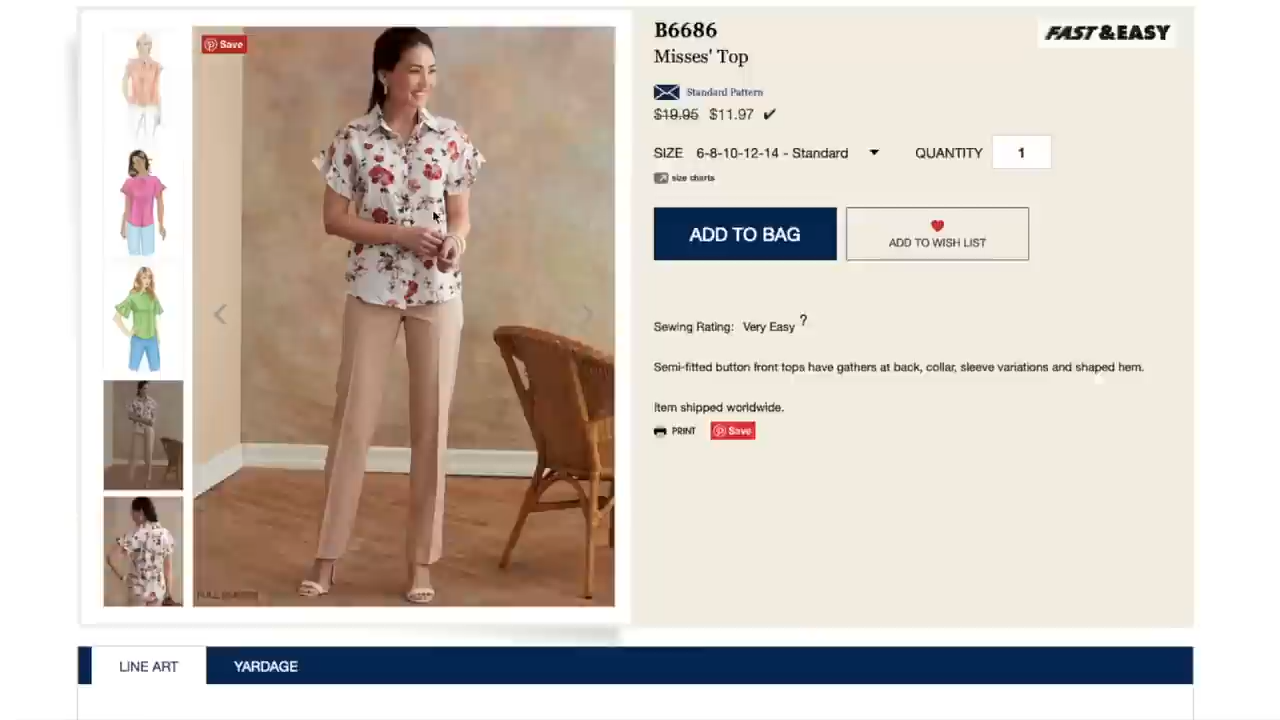 Save
B6686
FAST & EASY
Misses' Top
Standard Pattern
$19.95 $11.97 ✔
SIZE 6-8-10-12-14 - Standard
QUANTITY 1
size charts
ADD TO BAG
ADD TO WISH LIST
Sewing Rating: Very Easy ?
Semi-fitted button front tops have gathers at back, collar, sleeve variations and shaped hem.
Item shipped worldwide.
PRINT Save
LINE ART YARDAGE